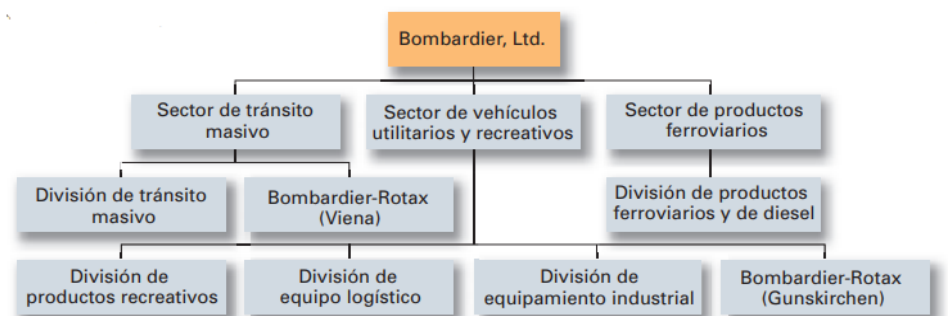 Bombardier, Ltd.
Sector de tránsito
masivo
Sector de vehículos
utilitarios y recreativos
Sector de productos
ferroviarios
División de tránsito
masivo
Bombardier-Rotax
(Viena)
División de productos
ferroviarios y de diesel
División de
productos recreativos
División de
equipo logístico
División de
equipamiento industrial
Bombardier-Rotax
(Gunskirchen)